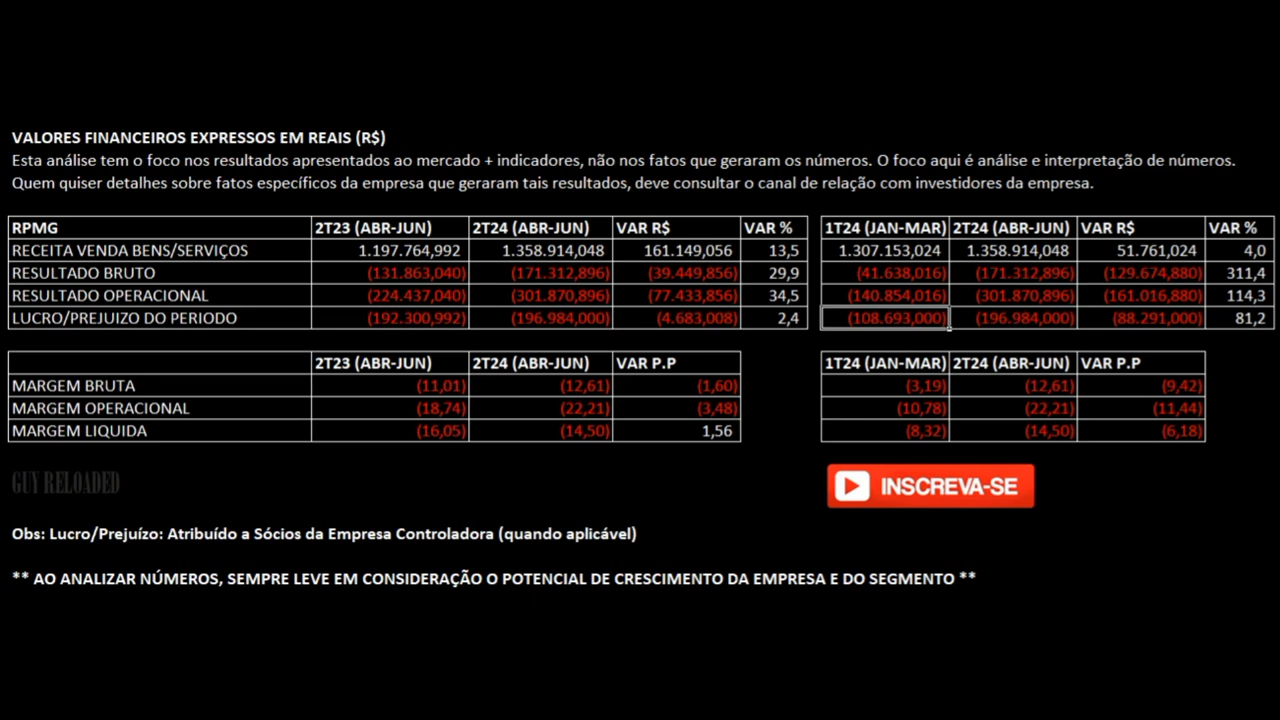 VALORES FINANCEIROS EXPRESSOS EM REAIS (R$)
Esta análise tem o foco nos resultados apresentados ao mercado + indicadores, não nos fatos que geraram os números. O foco aqui é análise e interpretação de números.
Quem quiser detalhes sobre fatos específicos da empresa que geraram tais resultados, deve consultar o canal de relação com investidores da empresa.
RPMG 2T23 (ABR-JUN) 2T24 (ABR-JUN) VAR R$ VAR % 1T24 (JAN-MAR) 2T24 (ABR-JUN) VAR R$ VAR %
RECEITA VENDA BENS/SERVIÇOS 1.197.764,992 1.358.914,048 161.149,056 13,5 1.307.153,024 1.358.914,048 51.761,024 4,0
RESULTADO BRUTO (131.863,040) (171.312,896) (39.449,856) 29,9 (41.638,016) (171.312,896) (129.674,880) 311,4
RESULTADO OPERACIONAL (224.437,040) (301.870,896) (77.433,856) 34,5 (140.854,016) (301.870,896) (161.016,880) 114,3
LUCRO/PREJUIZO DO PERIODO (192.300,992) (196.984,000) (4.683,008) 2,4 (108.693,000) (196.984,000) (88.291,000) 81,2
2T23 (ABR-JUN) 2T24 (ABR-JUN) VAR P.P 1T24 (JAN-MAR) 2T24 (ABR-JUN) VAR P.P
MARGEM BRUTA (11,01) (12,61) (1,60) (3,19) (12,61) (9,42)
MARGEM OPERACIONAL (18,74) (22,21) (3,48) (10,78) (22,21) (11,44)
MARGEM LIQUIDA (16,05) (14,50) 1,56 (8,32) (14,50) (6,18)
GUY RELOADED
INSCREVA-SE
Obs: Lucro/Prejuízo: Atribuído a Sócios da Empresa Controladora (quando aplicável)
** AO ANALIZAR NÚMEROS, SEMPRE LEVE EM CONSIDERAÇÃO O POTENCIAL DE CRESCIMENTO DA EMPRESA E DO SEGMENTO **